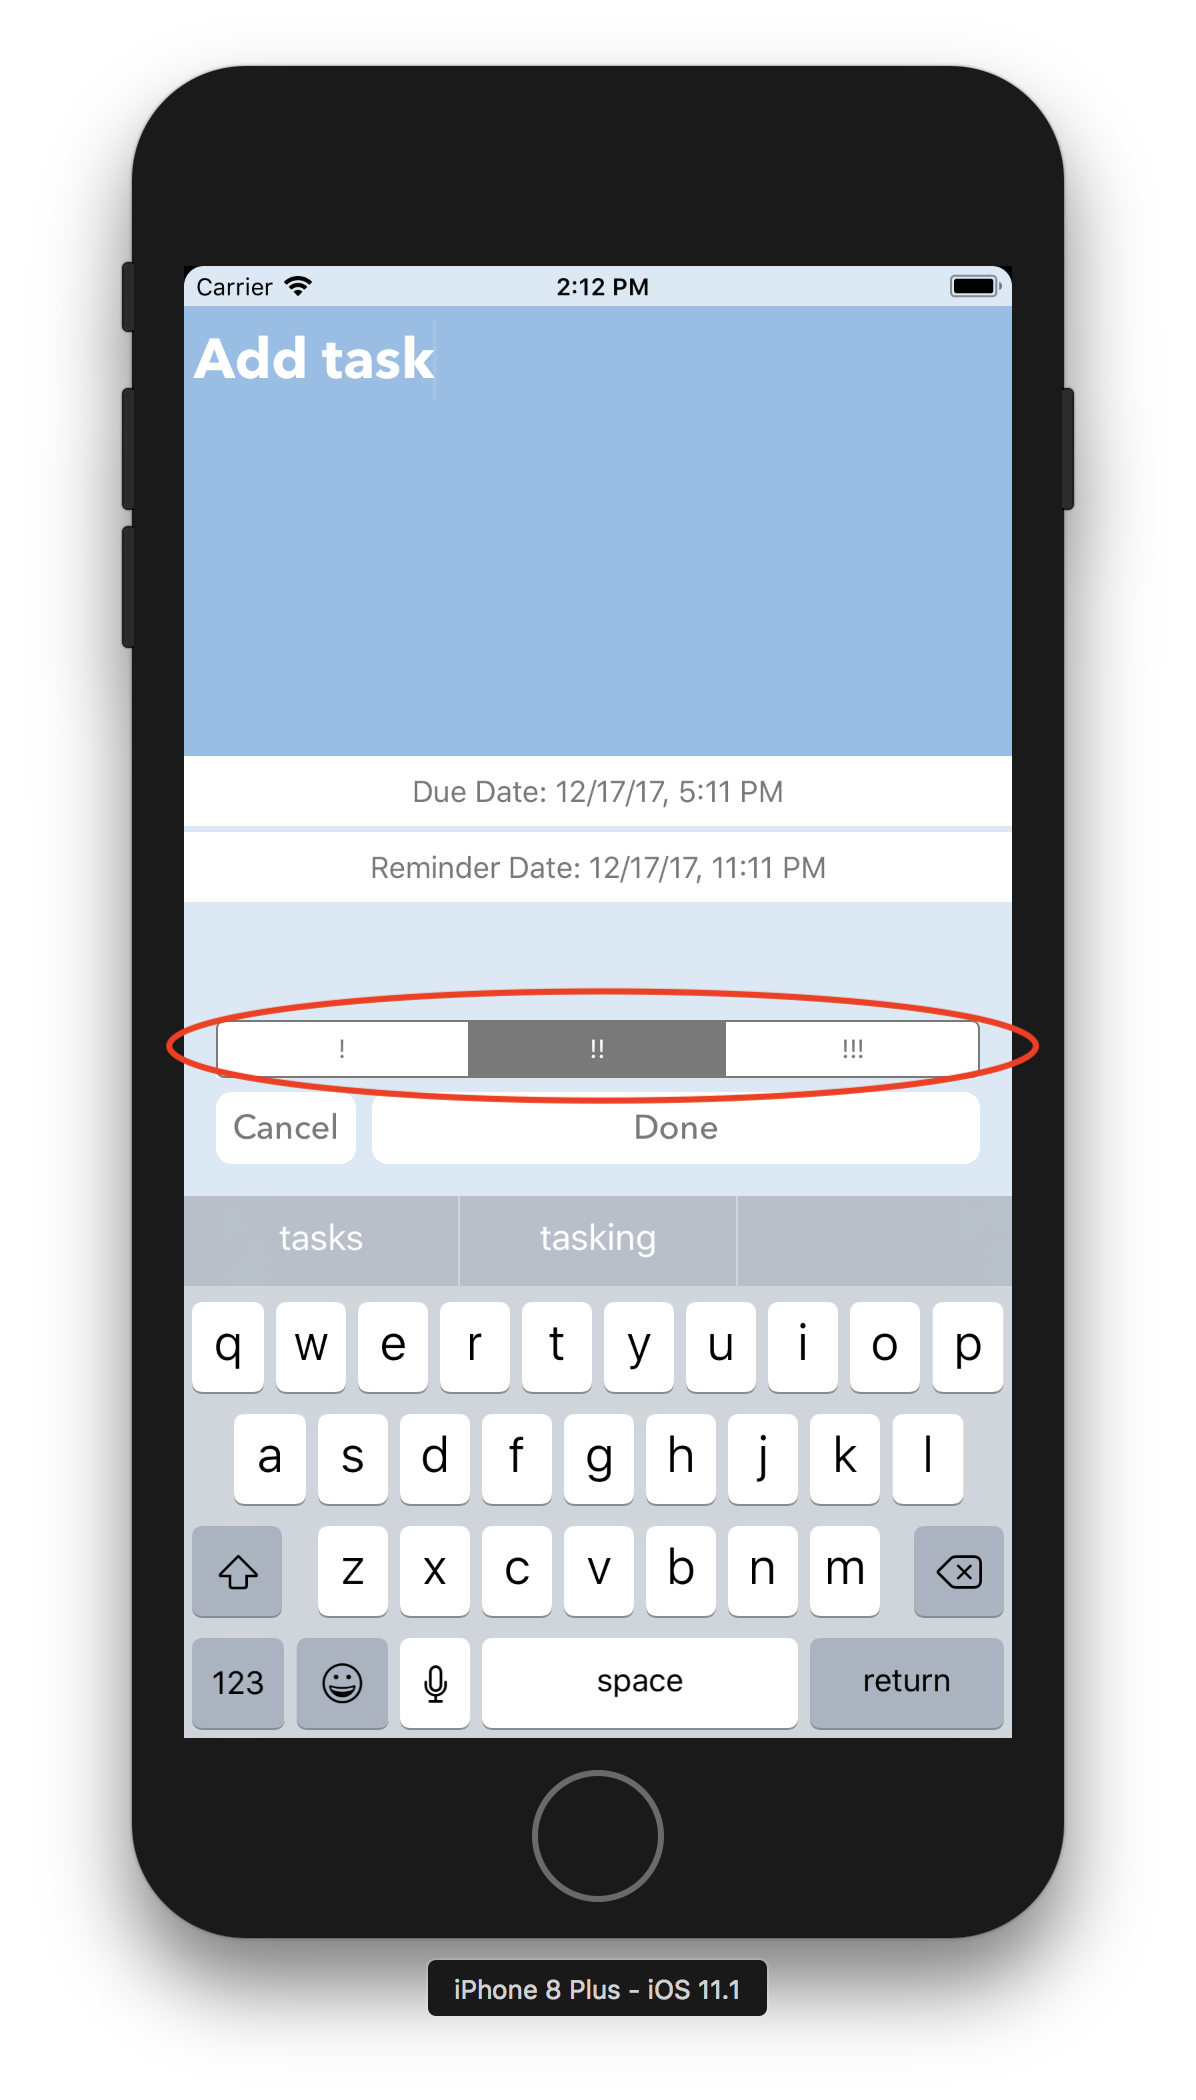 Carrier 2:12 PM
Add task
Due Date: 12/17/17, 5:11 PM
Reminder Date: 12/17/17, 11:11 PM
! !! !!!
Cancel Done
tasks tasking
q w e r t y u i o p
a s d f g h j k l
z x c v b n m
123 space return
iPhone 8 Plus - iOS 11.1